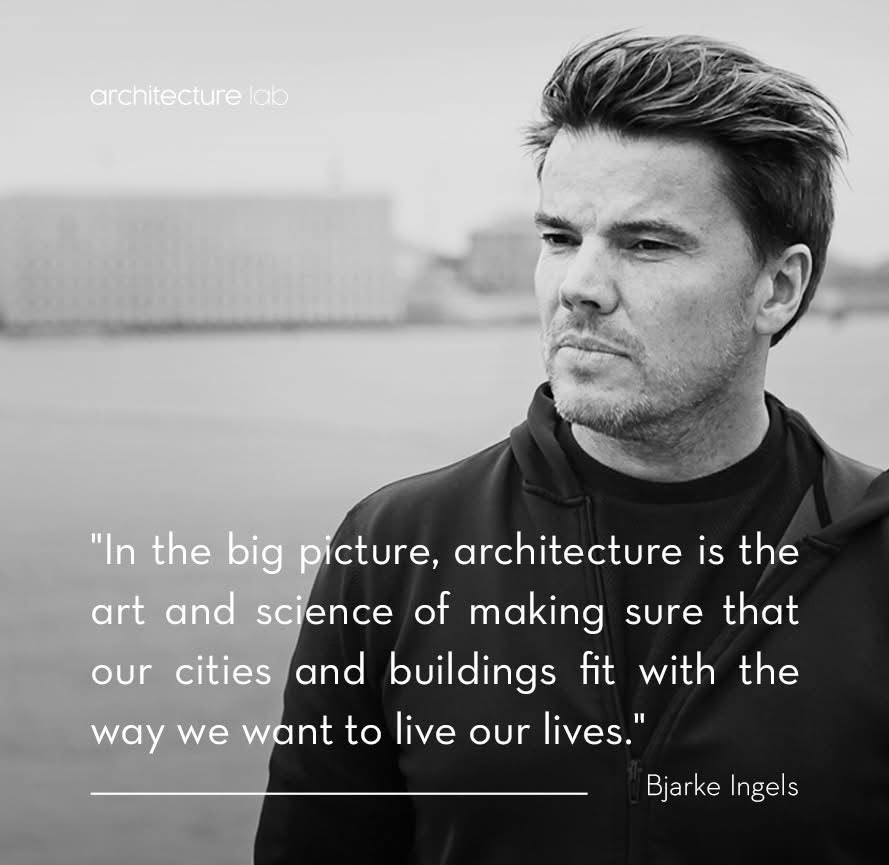 architecture lab
"In the big picture, architecture is the
art and science of making sure that
our cities and buildings fit with the
way we want to live our lives."
Bjarke Ingels